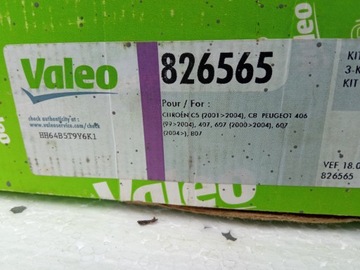 Valeo
826565
KIT
3-K
KIT
Pour / For :
CITROËN C5 (2001>2004), C8 PEUGEOT 406
(99>2004), 407, 607 (2000>2004), 607
(2004>), 807
check authenticity at :
www.valeoservice.com/check
HH64B5T9Y6K1
VEF 18.0
826565
Valeo